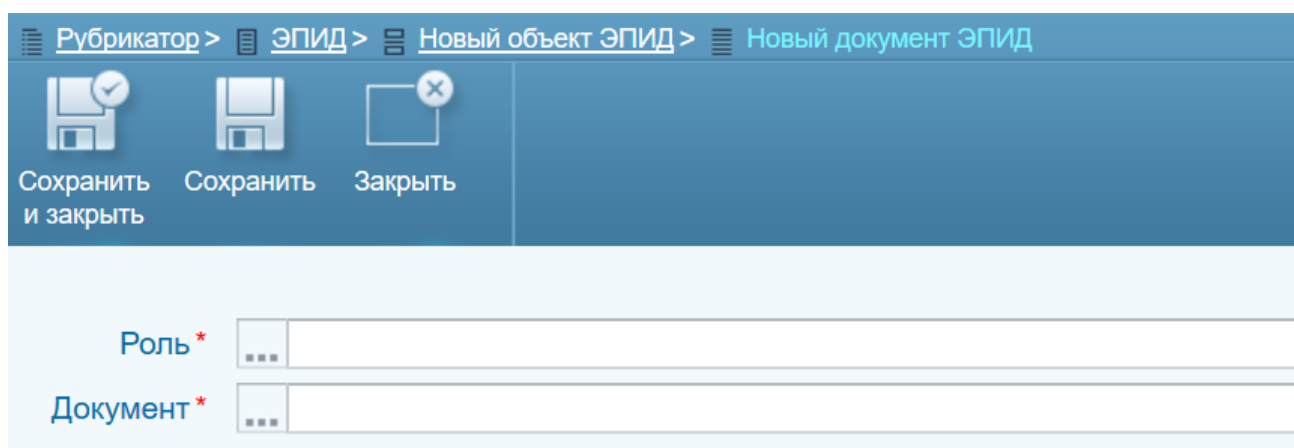 Рубрикатор > ЭПИД > Новый объект ЭПИД > Новый документ ЭПИД
Сохранить и закрыть
Сохранить
Закрыть
Роль *
...
Документ *
...